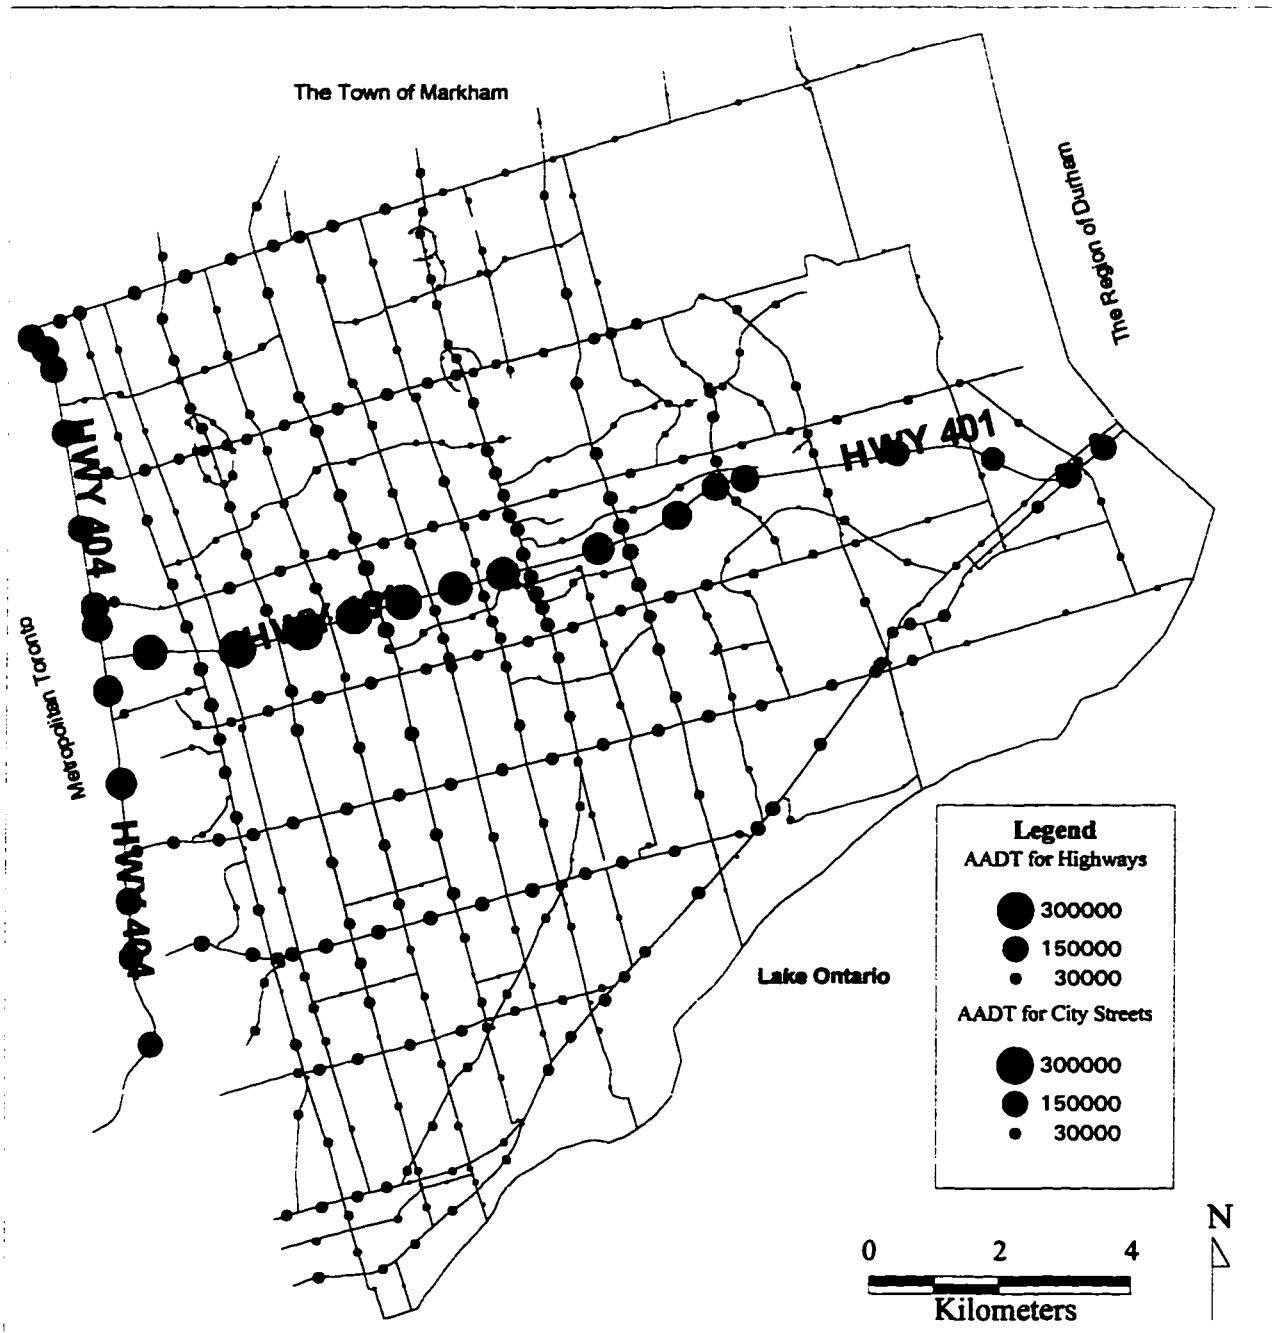 The Town of Markham
The Region of Durham
HWY 401
HWY 404
Metropolitan Toronto
HWY 404
Lake Ontario
Legend
AADT for Highways
300000
150000
30000
AADT for City Streets
300000
150000
30000
N
0 2 4
Kilometers